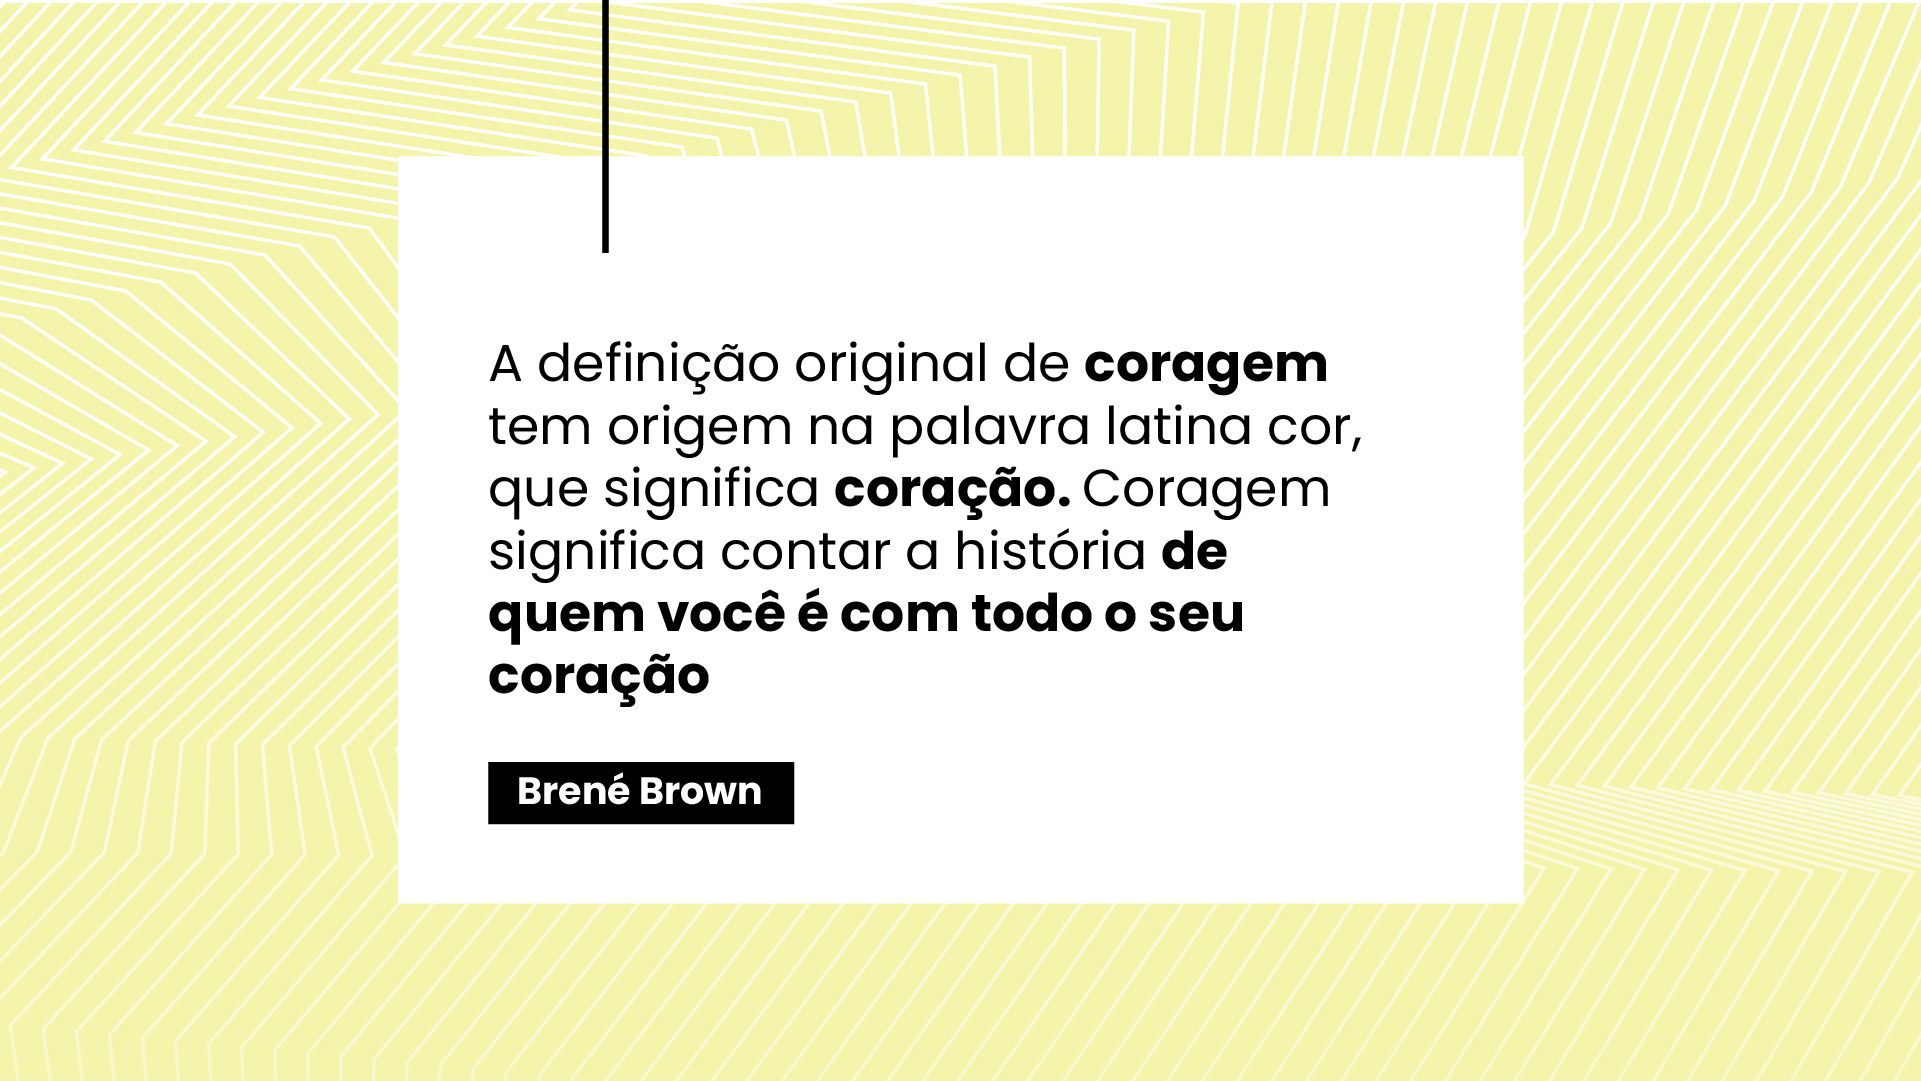 A definição original de coragem
tem origem na palavra latina cor,
que significa coração. Coragem
significa contar a história de
quem você é com todo o seu
coração
Brené Brown